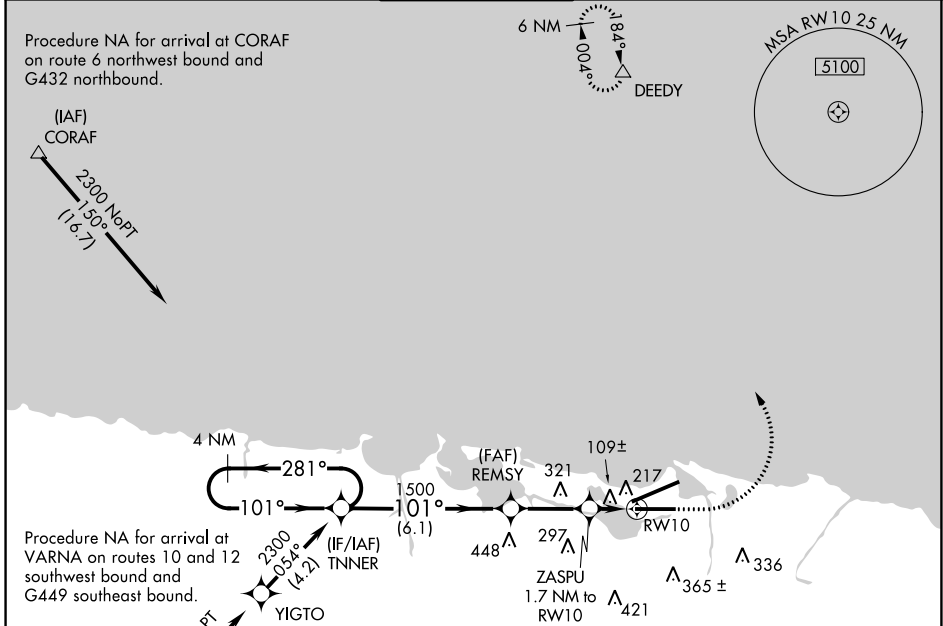 Procedure NA for arrival at CORAF
on route 6 northwest bound and
G432 northbound.
6 NM
184°
004°
DEEDY
MSA RW10 25 NM
5100
(IAF)
CORAF
2300 NoPT
150°
(16.7)
4 NM
281°
101°
(IF/IAF)
TNNER
1500
101°
(6.1)
(FAF)
REMSY
448
321
297
109±
217
RW10
ZASPU
1.7 NM to
RW10
421
365 ±
336
Procedure NA for arrival at
VARNA on routes 10 and 12
southwest bound and
G449 southeast bound.
2300
054°
(4.2)
YIGTO
PT